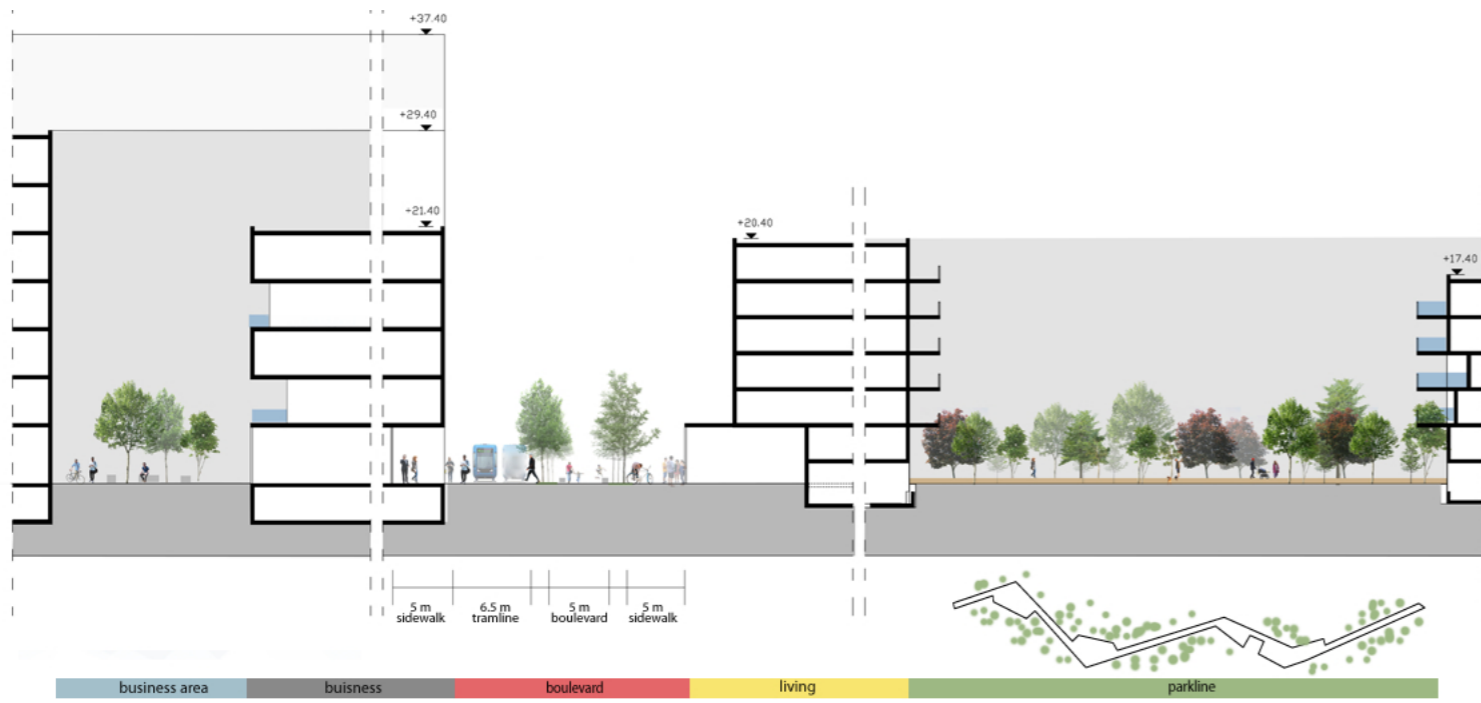 +37.40
+29.40
+21.40
+20.40
+17.40
5 m
sidewalk
6.5 m
tramline
5 m
boulevard
5 m
sidewalk
business area
buisness
boulevard
living
parkline